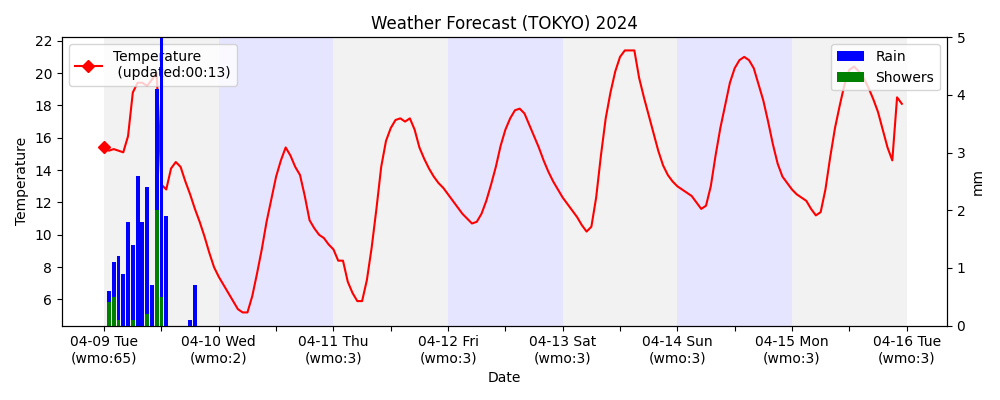 Weather Forecast (TOKYO) 2024
Temperature
(updated:00:13)
Rain
Showers
22
20
18
16
14
12
10
8
6
Temperature
5
4
3
2
1
0
mm
04-09 Tue
(wmo:65)
04-10 Wed
(wmo:2)
04-11 Thu
(wmo:3)
04-12 Fri
(wmo:3)
04-13 Sat
(wmo:3)
04-14 Sun
(wmo:3)
04-15 Mon
(wmo:3)
04-16 Tue
(wmo:3)
Date